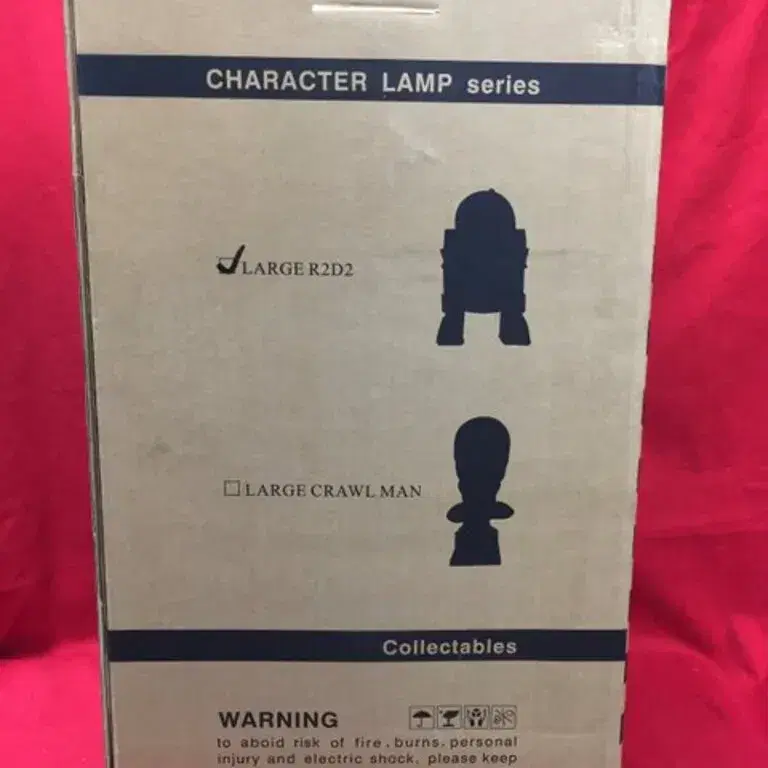 CHARACTER LAMP series
LARGE R2D2
LARGE CRAWL MAN
Collectables
WARNING
to aboid risk of fire, burns, personal
injury and electric shock, please keep